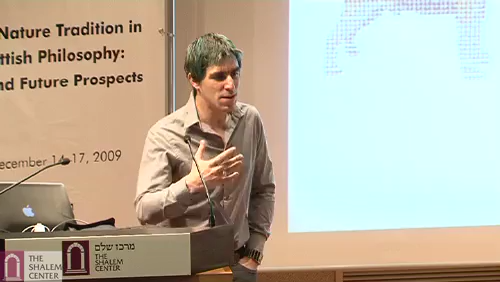 Nature Tradition in
ttish Philosophy:
nd Future Prospects
ecember 14-17, 2009
מרכז שלם
THE
SHALEM
CENTER
THE
SHALEM
CENTER